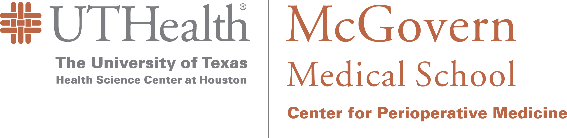 UTHealth®
The University of Texas
Health Science Center at Houston
McGovern
Medical School
Center for Perioperative Medicine